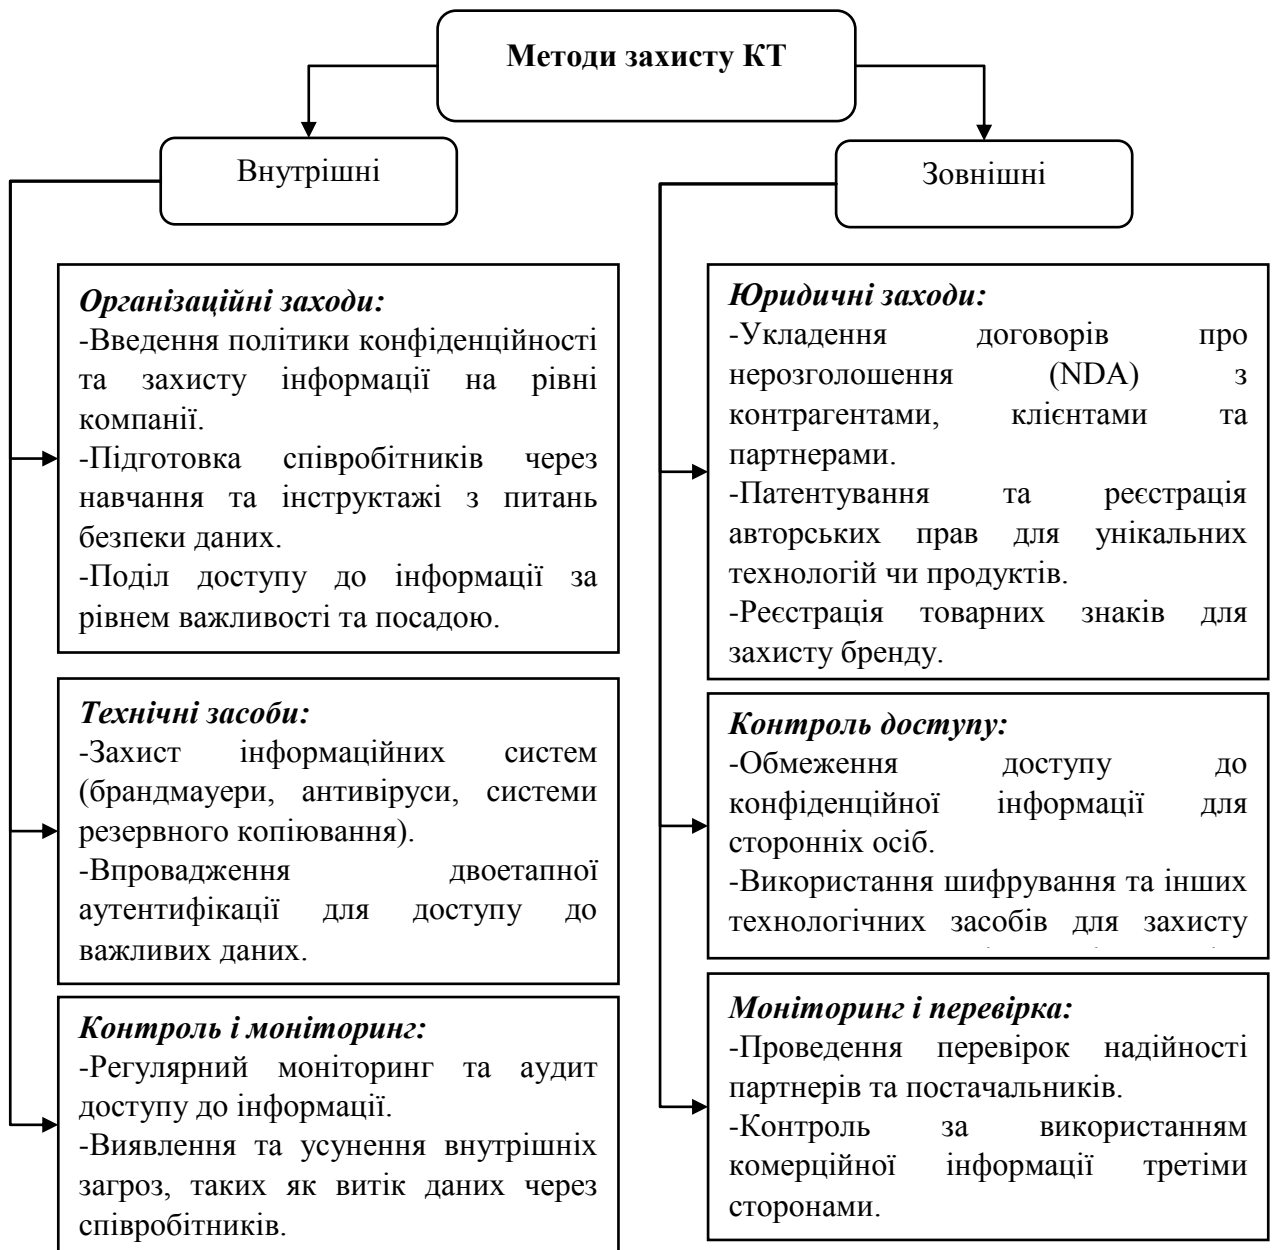 Методи захисту КТ
Внутрішні
Зовнішні
Організаційні заходи:
-Введення політики конфіденційності
та захисту інформації на рівні
компанії.
-Підготовка співробітників через
навчання та інструктажі з питань
безпеки даних.
-Поділ доступу до інформації за
рівнем важливості та посадою.
Технічні засоби:
-Захист інформаційних систем
(брандмауери, антивіруси, системи
резервного копіювання).
-Впровадження двоетапної
аутентифікації для доступу до
важливих даних.
Контроль і моніторинг:
-Регулярний моніторинг та аудит
доступу до інформації.
-Виявлення та усунення внутрішніх
загроз, таких як витік даних через
співробітників.
Юридичні заходи:
-Укладення договорів про
нерозголошення (NDA) з
контрагентами, клієнтами та
партнерами.
-Патентування та реєстрація
авторських прав для унікальних
технологій чи продуктів.
-Реєстрація товарних знаків для
захисту бренду.
Контроль доступу:
-Обмеження доступу до
конфіденційної інформації для
сторонніх осіб.
-Використання шифрування та інших
технологічних засобів для захисту
Моніторинг і перевірка:
-Проведення перевірок надійності
партнерів та постачальників.
-Контроль за використанням
комерційної інформації третіми
сторонами.